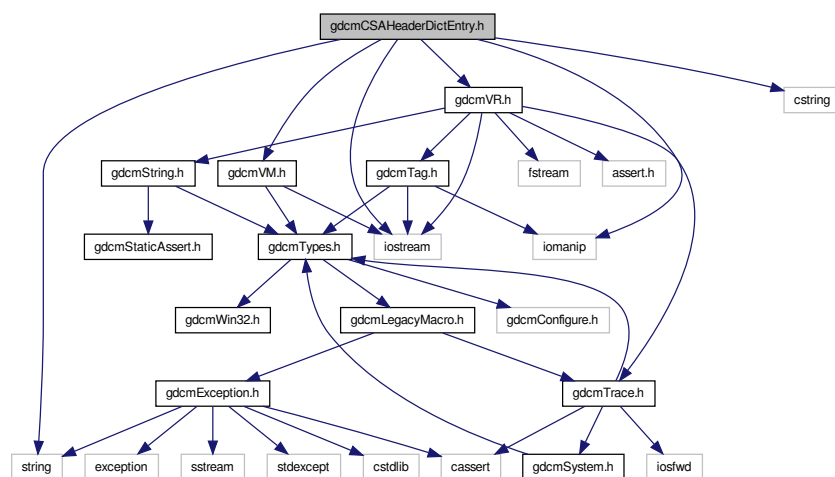 gdcmCSAHeaderDictEntry.h
gdcmVR.h
cstring
gdcmString.h
gdcmVM.h
gdcmTag.h
fstream
assert.h
gdcmStaticAssert.h
gdcmTypes.h
iostream
iomanip
gdcmWin32.h
gdcmLegacyMacro.h
gdcmConfigure.h
gdcmException.h
gdcmTrace.h
string
exception
sstream
stdexcept
cstdlib
cassert
gdcmSystem.h
iosfwd